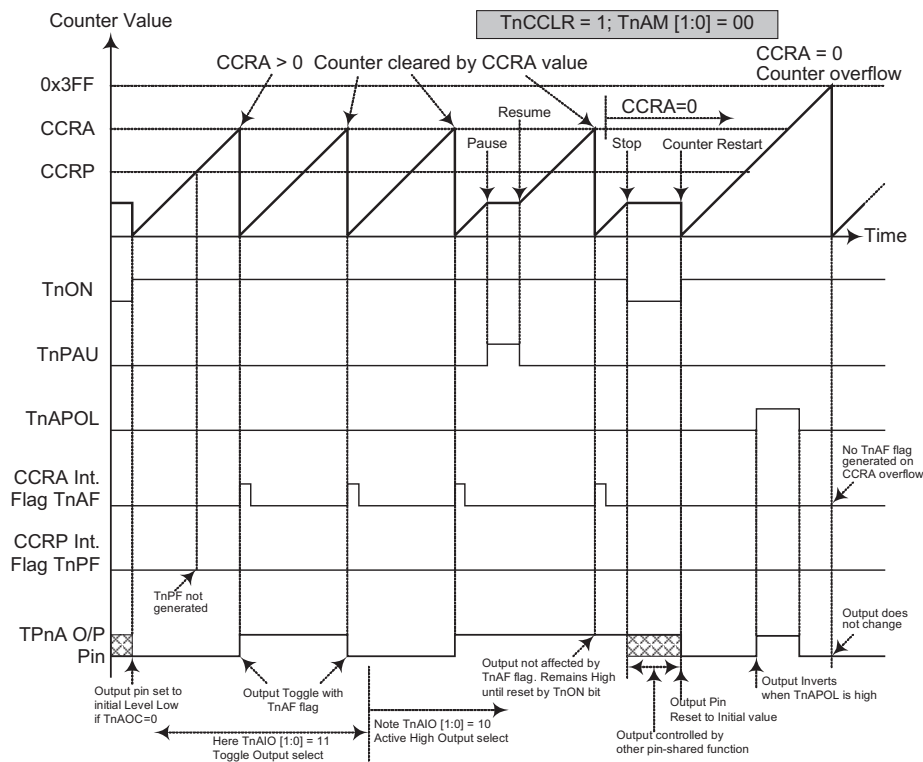 TnCCLR = 1; TnAM [1:0] = 00
Counter Value
CCRA > 0 Counter cleared by CCRA value
CCRA = 0
Counter overflow
0x3FF
CCRA=0
Resume
CCRA
Pause
Stop
Counter Restart
CCRP
Time
TnON
TnPAU
TnAPOL
No TnAF flag
generated on
CCRA overflow
CCRA Int.
Flag TnAF
CCRP Int.
Flag TnPF
TnPF not
generated
TPnA O/P
Pin
Output does
not change
Output pin set to
initial Level Low
if TnAOC=0
Output Toggle with
TnAF flag
Output not affected by
TnAF flag. Remains High
until reset by TnON bit
Output Pin
Reset to Initial value
Output Inverts
when TnAPOL is high
Here TnAIO [1:0] = 11
Toggle Output select
Note TnAIO [1:0] = 10
Active High Output select
Output controlled by
other pin-shared function